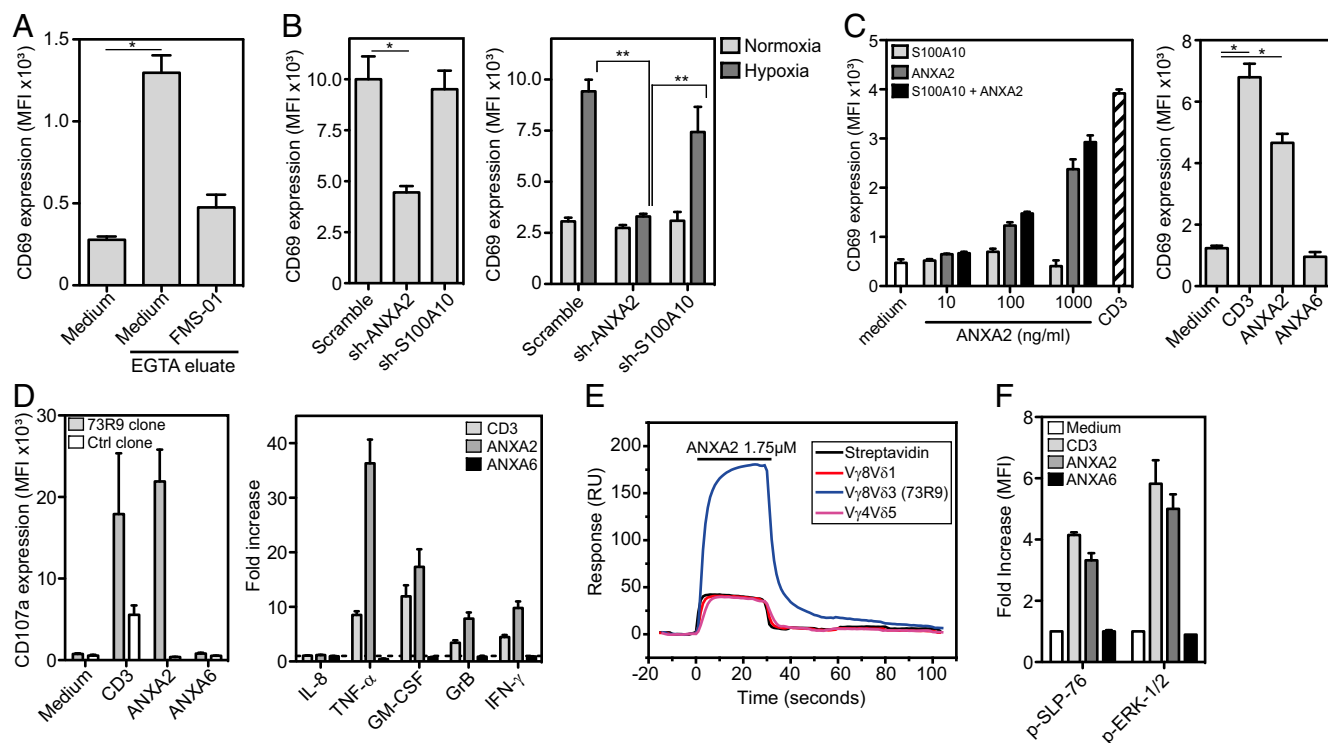 A
CD69 expression (MFI x10³)
1.5
1.0
0.5
0
*
Medium
Medium
FMS-01
EGTA eluate
B
CD69 expression (MFI x10³)
10.0
7.5
5.0
2.5
0
*
Scramble
sh-ANXA2
sh-S100A10
CD69 expression (MFI x10³)
10.0
7.5
5.0
2.5
0
**
**
Normoxia
Hypoxia
Scramble
sh-ANXA2
sh-S100A10
C
CD69 expression (MFI x10³)
5
4
3
2
1
0
S100A10
ANXA2
S100A10 + ANXA2
medium
10
100
1000
CD3
ANXA2 (ng/ml)
CD69 expression (MFI x10³)
8
6
4
2
0
*
*
Medium
CD3
ANXA2
ANXA6
D
CD107a expression (MFI x10³)
30
20
10
0
73R9 clone
Ctrl clone
Medium
CD3
ANXA2
ANXA6
Fold increase
40
30
20
10
0
CD3
ANXA2
ANXA6
IL-8
TNF-α
GM-CSF
GrB
IFN-γ
E
Response (RU)
200
150
100
50
0
ANXA2 1.75µM
Streptavidin
Vγ8Vδ1
Vγ8Vδ3 (73R9)
Vγ4Vδ5
-20
0
20
40
60
80
100
Time (seconds)
F
Fold Increase (MFI)
8
6
4
2
0
Medium
CD3
ANXA2
ANXA6
p-SLP-76
p-ERK-1/2